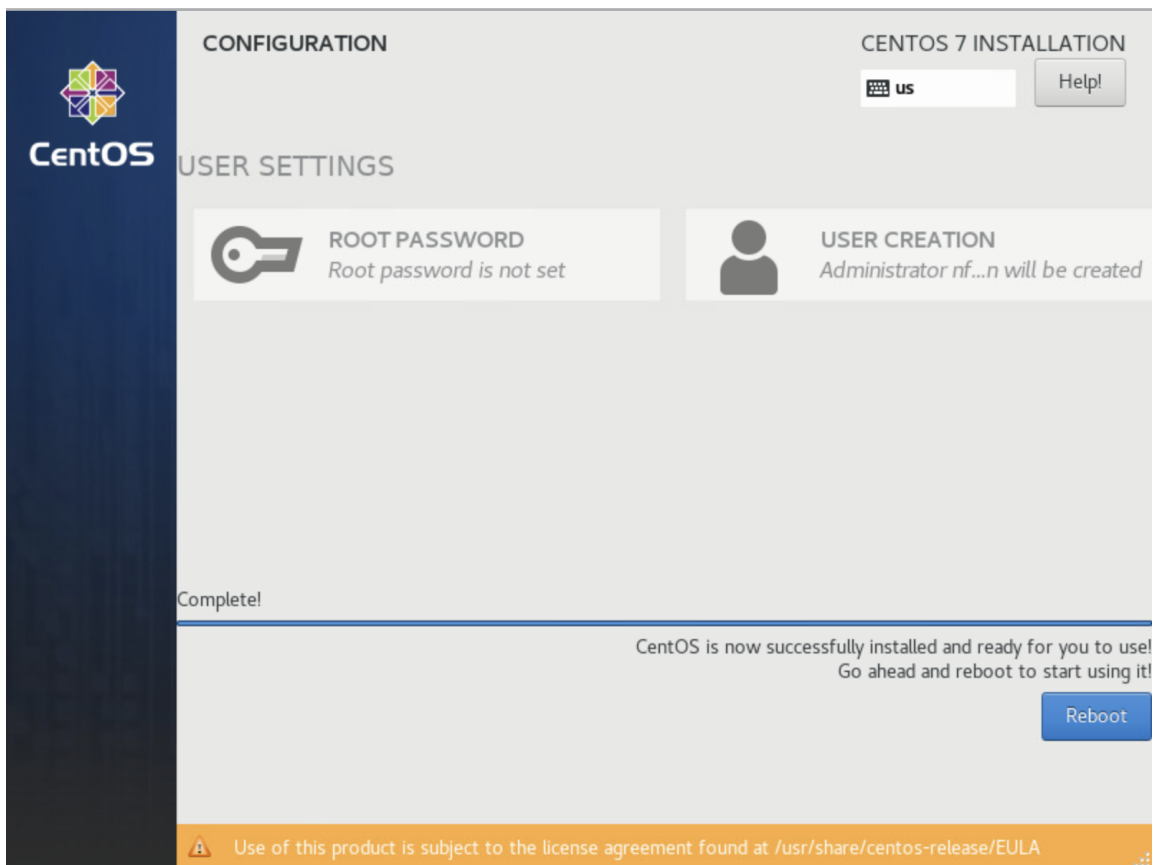 CONFIGURATION
CENTOS 7 INSTALLATION
us
Help!
CentOS
USER SETTINGS
ROOT PASSWORD
Root password is not set
USER CREATION
Administrator nf...n will be created
Complete!
CentOS is now successfully installed and ready for you to use!
Go ahead and reboot to start using it!
Reboot
Use of this product is subject to the license agreement found at /usr/share/centos-release/EULA